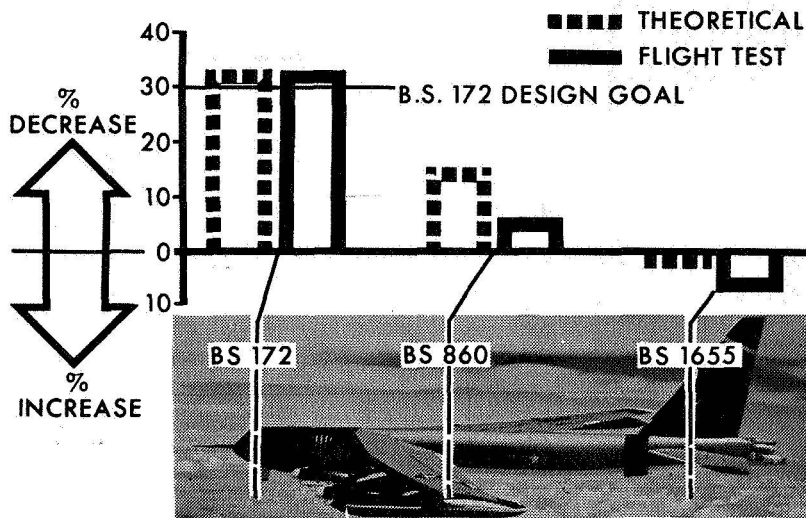 THEORETICAL
FLIGHT TEST
40
30
20
10
0
10
%
DECREASE
B.S. 172 DESIGN GOAL
%
INCREASE
BS 172
BS 860
BS 1655